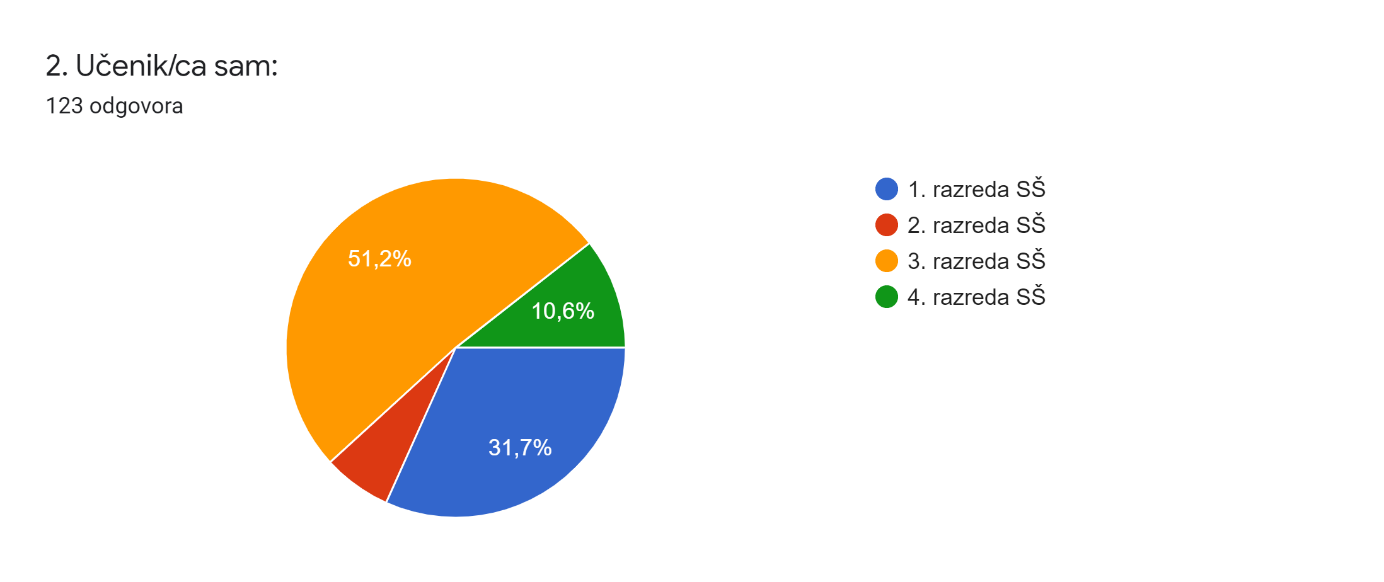 2. Učenik/ca sam:
123 odgovora
1. razreda SŠ
2. razreda SŠ
3. razreda SŠ
4. razreda SŠ
51,2%
10,6%
31,7%